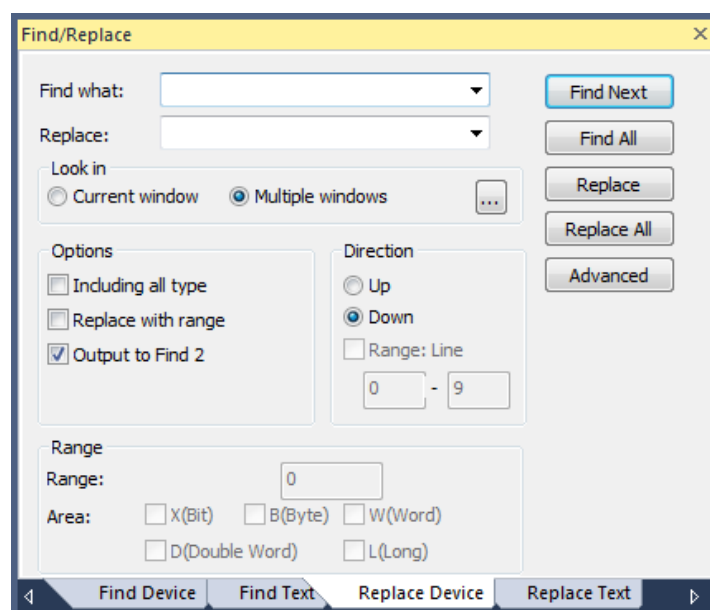 Find/Replace
Find what:
Find Next
Replace:
Find All
Look in
Current window Multiple windows ...
Replace
Replace All
Options
Direction
Including all type
Up
Advanced
Replace with range
Down
Output to Find 2
Range: Line
0 - 9
Range
Range: 0
Area: X(Bit) B(Byte) W(Word)
D(Double Word) L(Long)
Find Device Find Text Replace Device Replace Text